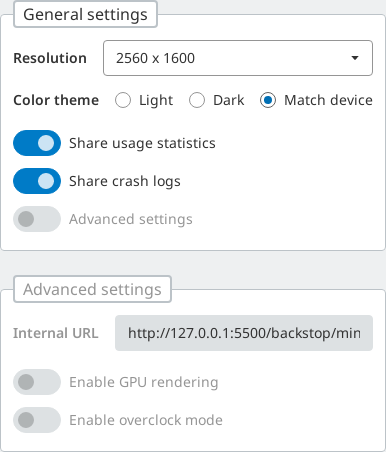 General settings
Resolution 2560 x 1600
Color theme Light Dark Match device
Share usage statistics
Share crash logs
Advanced settings
Advanced settings
Internal URL http://127.0.0.1:5500/backstop/min
Enable GPU rendering
Enable overclock mode